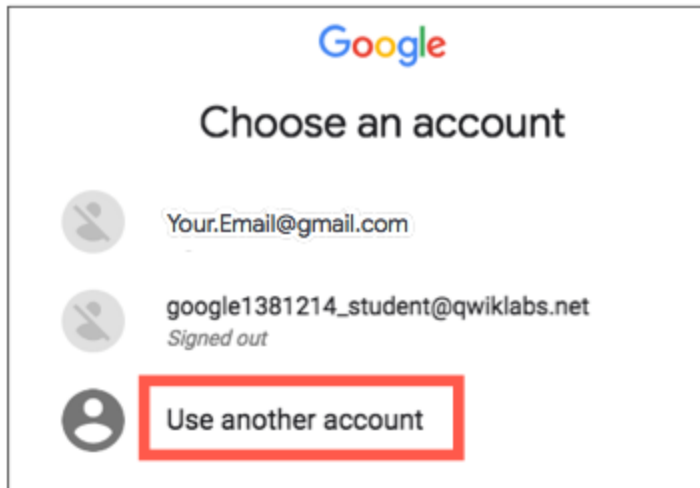 Google
Choose an account
Your.Email@gmail.com
google1381214_student@qwiklabs.net
Signed out
Use another account